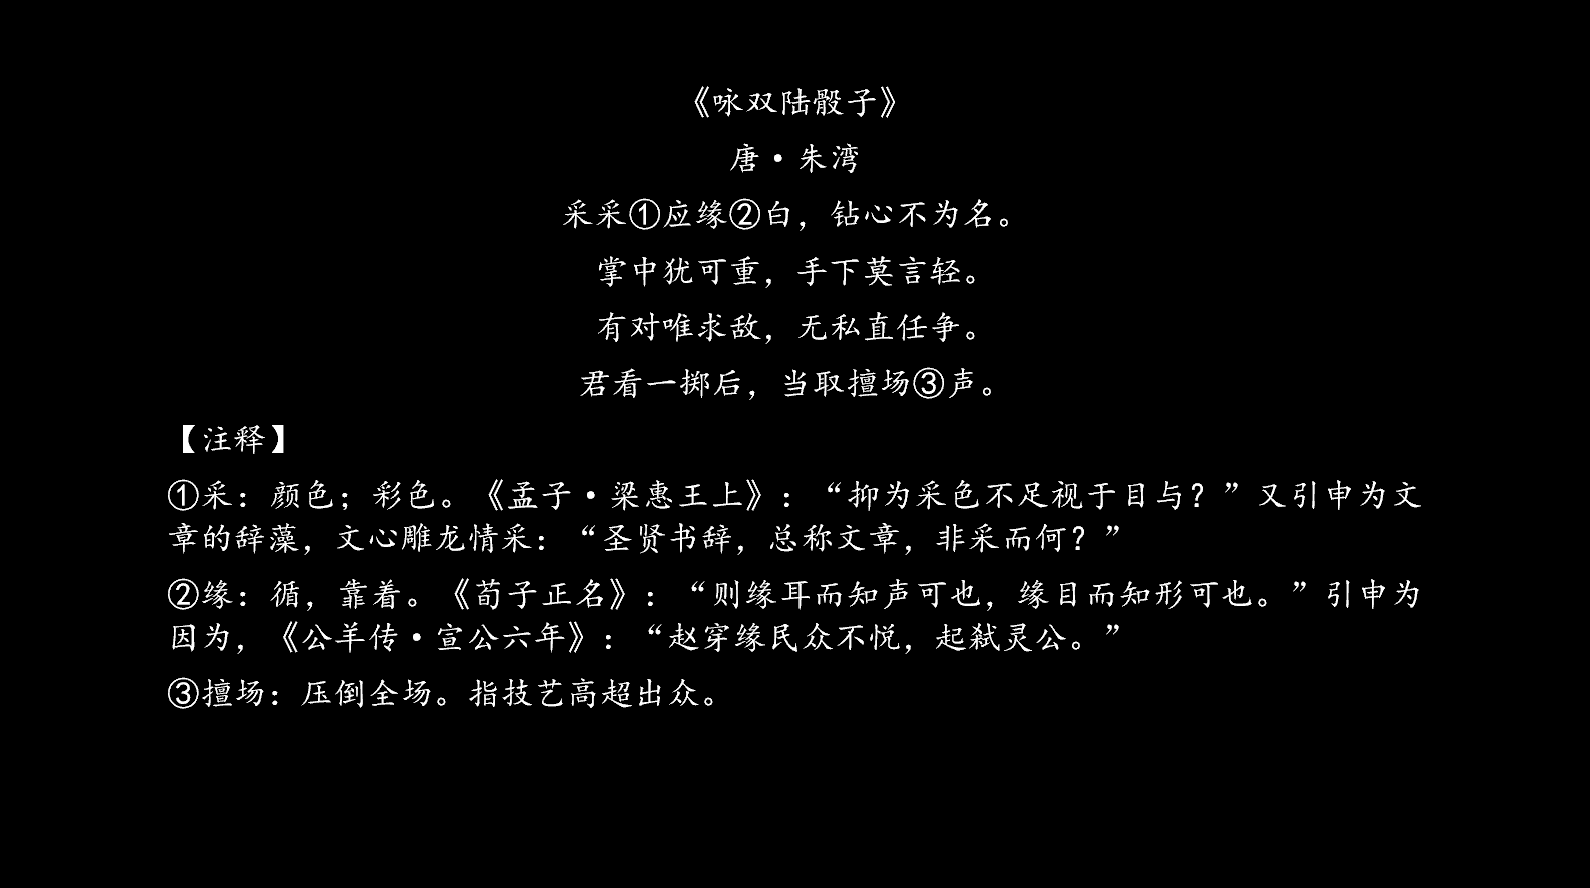 《咏双陆骰子》
唐·朱湾
采采①应缘②白，钻心不为名。
掌中犹可重，手下莫言轻。
有对唯求敌，无私直任争。
君看一掷后，当取擅场③声。
【注释】
①采：颜色；彩色。《孟子·梁惠王上》：“抑为采色不足视于目与？”又引申为文
章的辞藻，文心雕龙情采：“圣贤书辞，总称文章，非采而何？”
②缘：循，靠着。《荀子正名》：“则缘耳而知声可也，缘目而知形可也。”引申为
因为，《公羊传·宣公六年》：“赵穿缘民众不悦，起弑灵公。”
③擅场：压倒全场。指技艺高超出众。